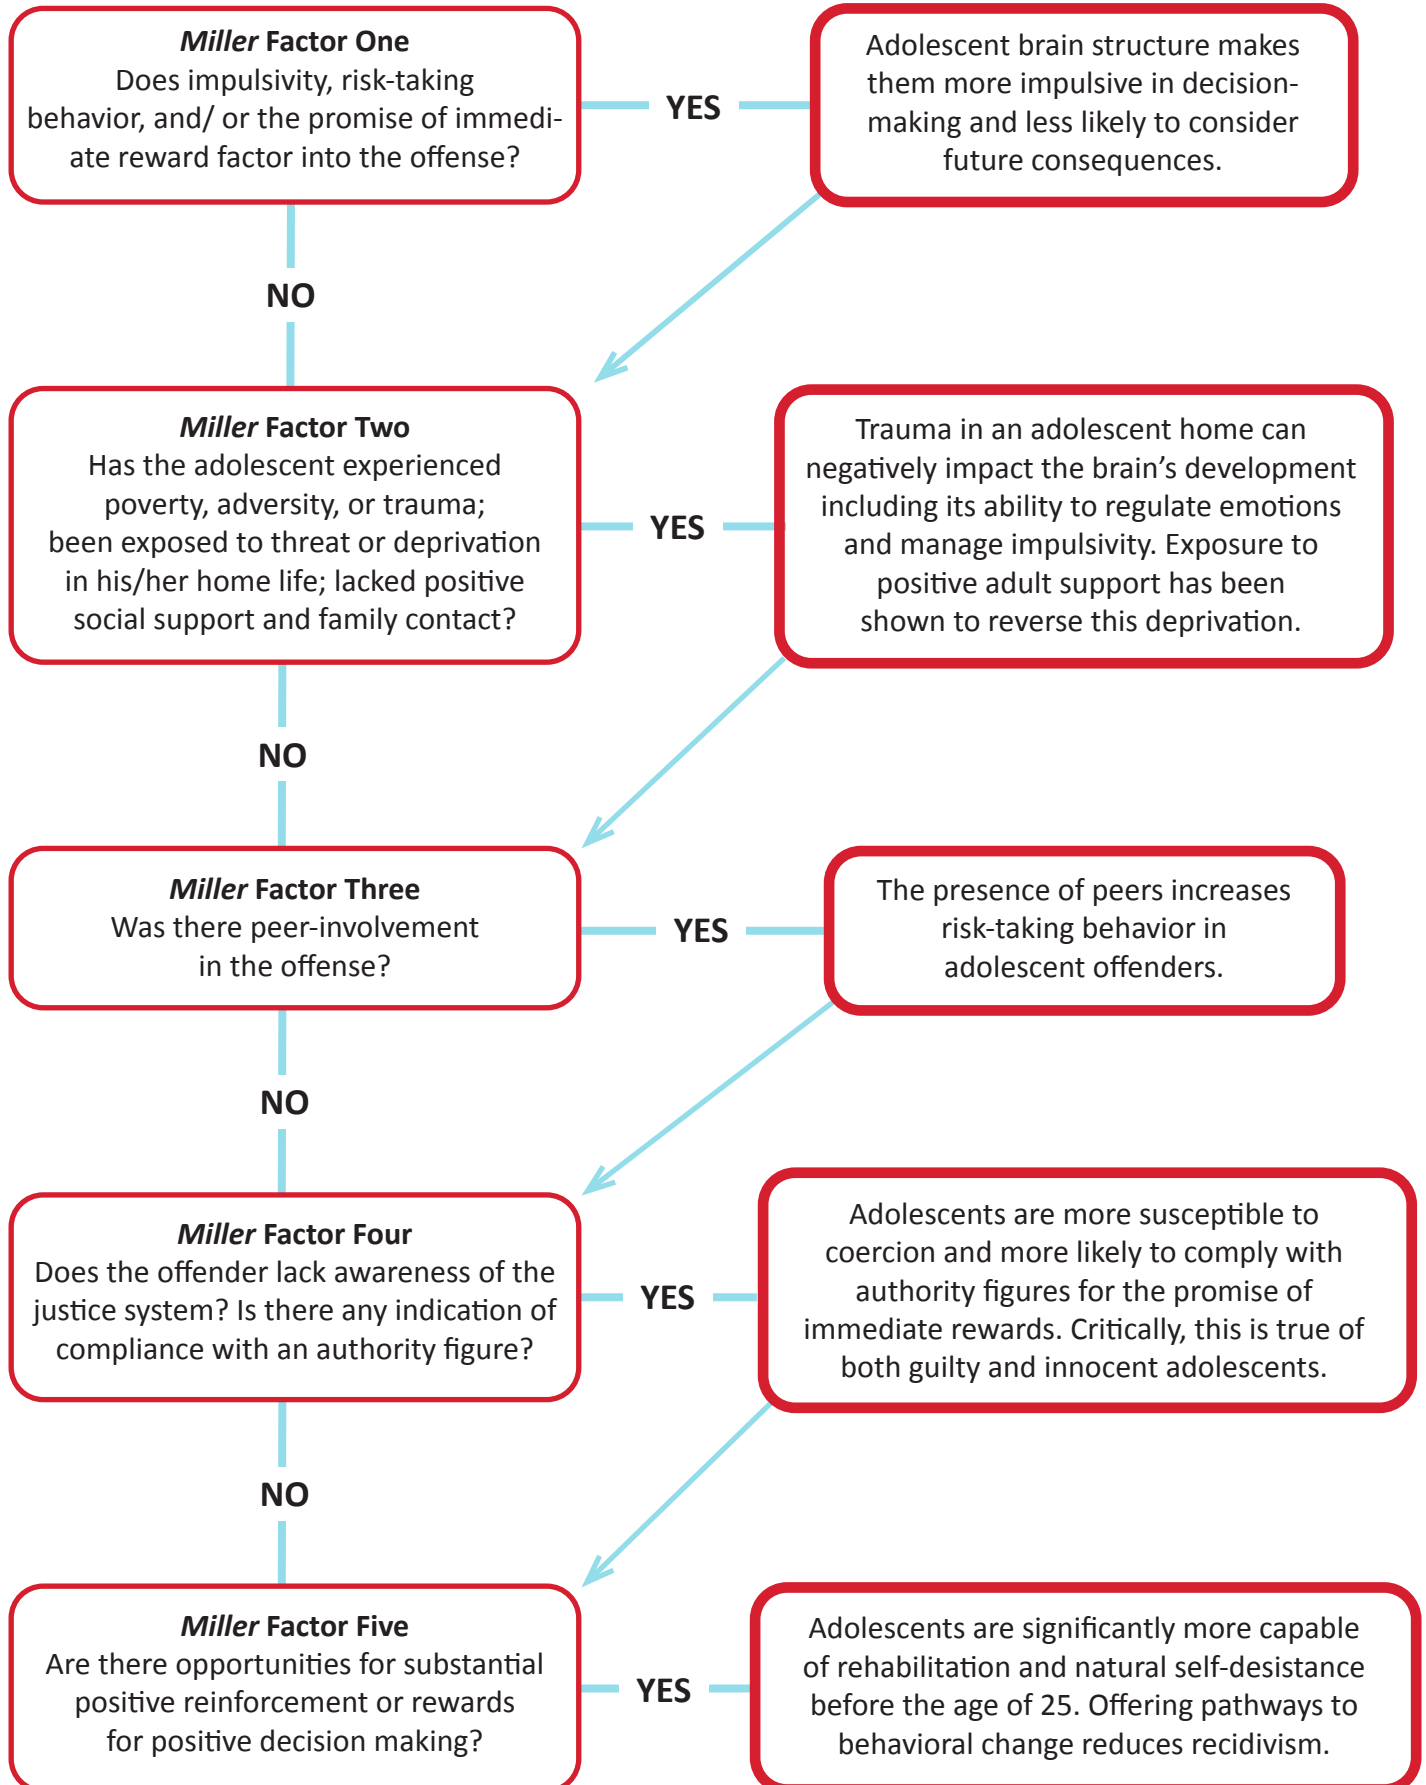 Miller Factor One
Does impulsivity, risk-taking
behavior, and/ or the promise of immedi-
ate reward factor into the offense?
YES
Adolescent brain structure makes
them more impulsive in decision-
making and less likely to consider
future consequences.
NO
Miller Factor Two
Has the adolescent experienced
poverty, adversity, or trauma;
been exposed to threat or deprivation
in his/her home life; lacked positive
social support and family contact?
YES
Trauma in an adolescent home can
negatively impact the brain’s development
including its ability to regulate emotions
and manage impulsivity. Exposure to
positive adult support has been
shown to reverse this deprivation.
NO
Miller Factor Three
Was there peer-involvement
in the offense?
YES
The presence of peers increases
risk-taking behavior in
adolescent offenders.
NO
Miller Factor Four
Does the offender lack awareness of the
justice system? Is there any indication of
compliance with an authority figure?
YES
Adolescents are more susceptible to
coercion and more likely to comply with
authority figures for the promise of
immediate rewards. Critically, this is true of
both guilty and innocent adolescents.
NO
Miller Factor Five
Are there opportunities for substantial
positive reinforcement or rewards
for positive decision making?
YES
Adolescents are significantly more capable
of rehabilitation and natural self-desistance
before the age of 25. Offering pathways to
behavioral change reduces recidivism.